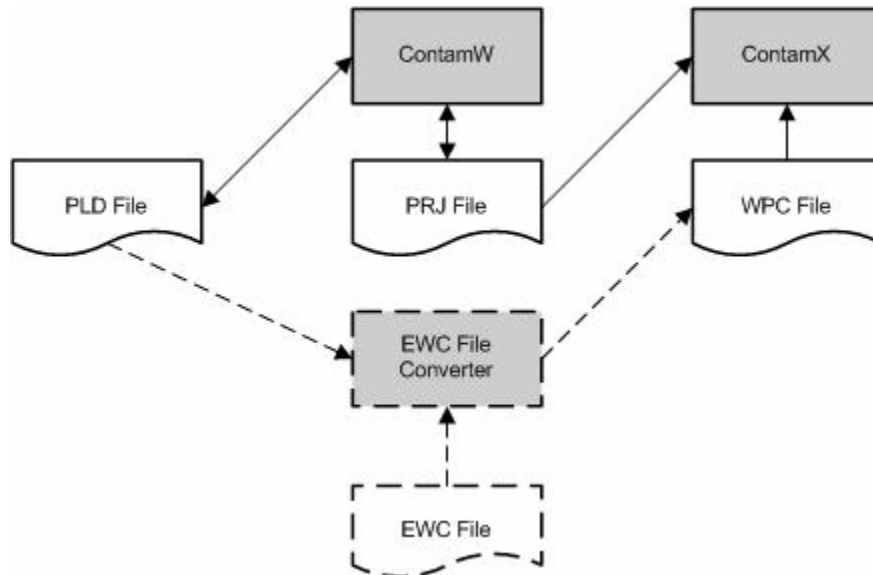 ContamW
ContamX
PLD File
PRJ File
WPC File
EWC File
Converter
EWC File